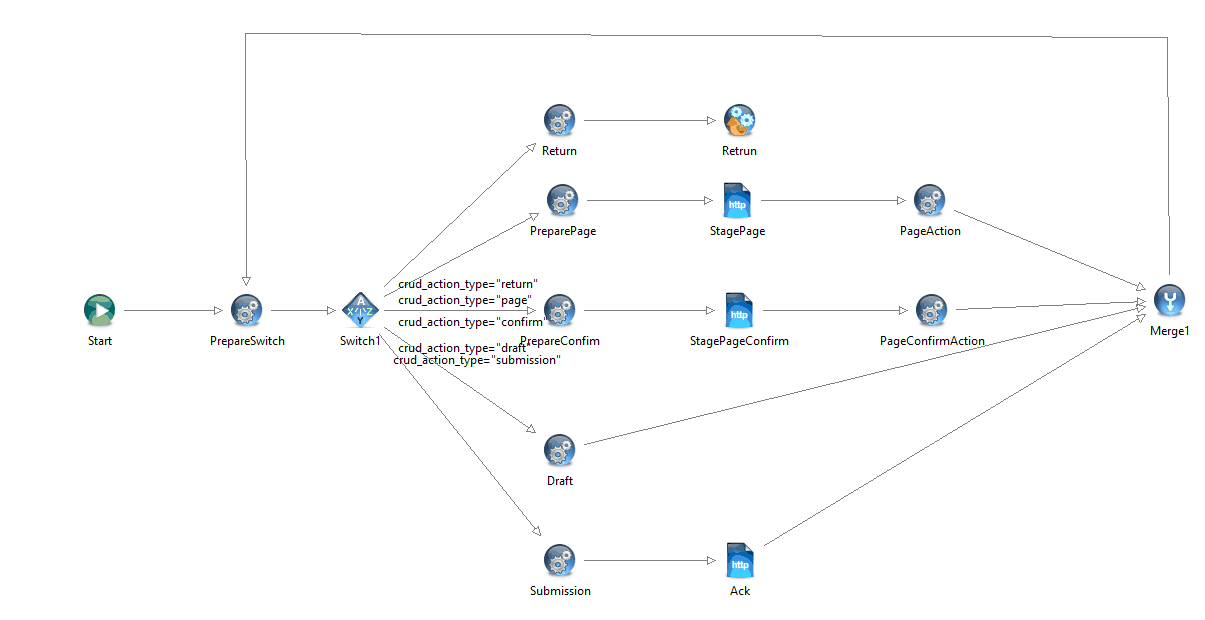 Return
Retrun
PreparePage
http
StagePage
PageAction
crud_action_type="return"
crud_action_type="page"
Start
PrepareSwitch
A
X
Z
Y
Switch1
crud_action_type="confirm"
PrepareConfim
http
StagePageConfirm
PageConfirmAction
Merge1
crud_action_type="draft"
crud_action_type="submission"
Draft
Submission
http
Ack